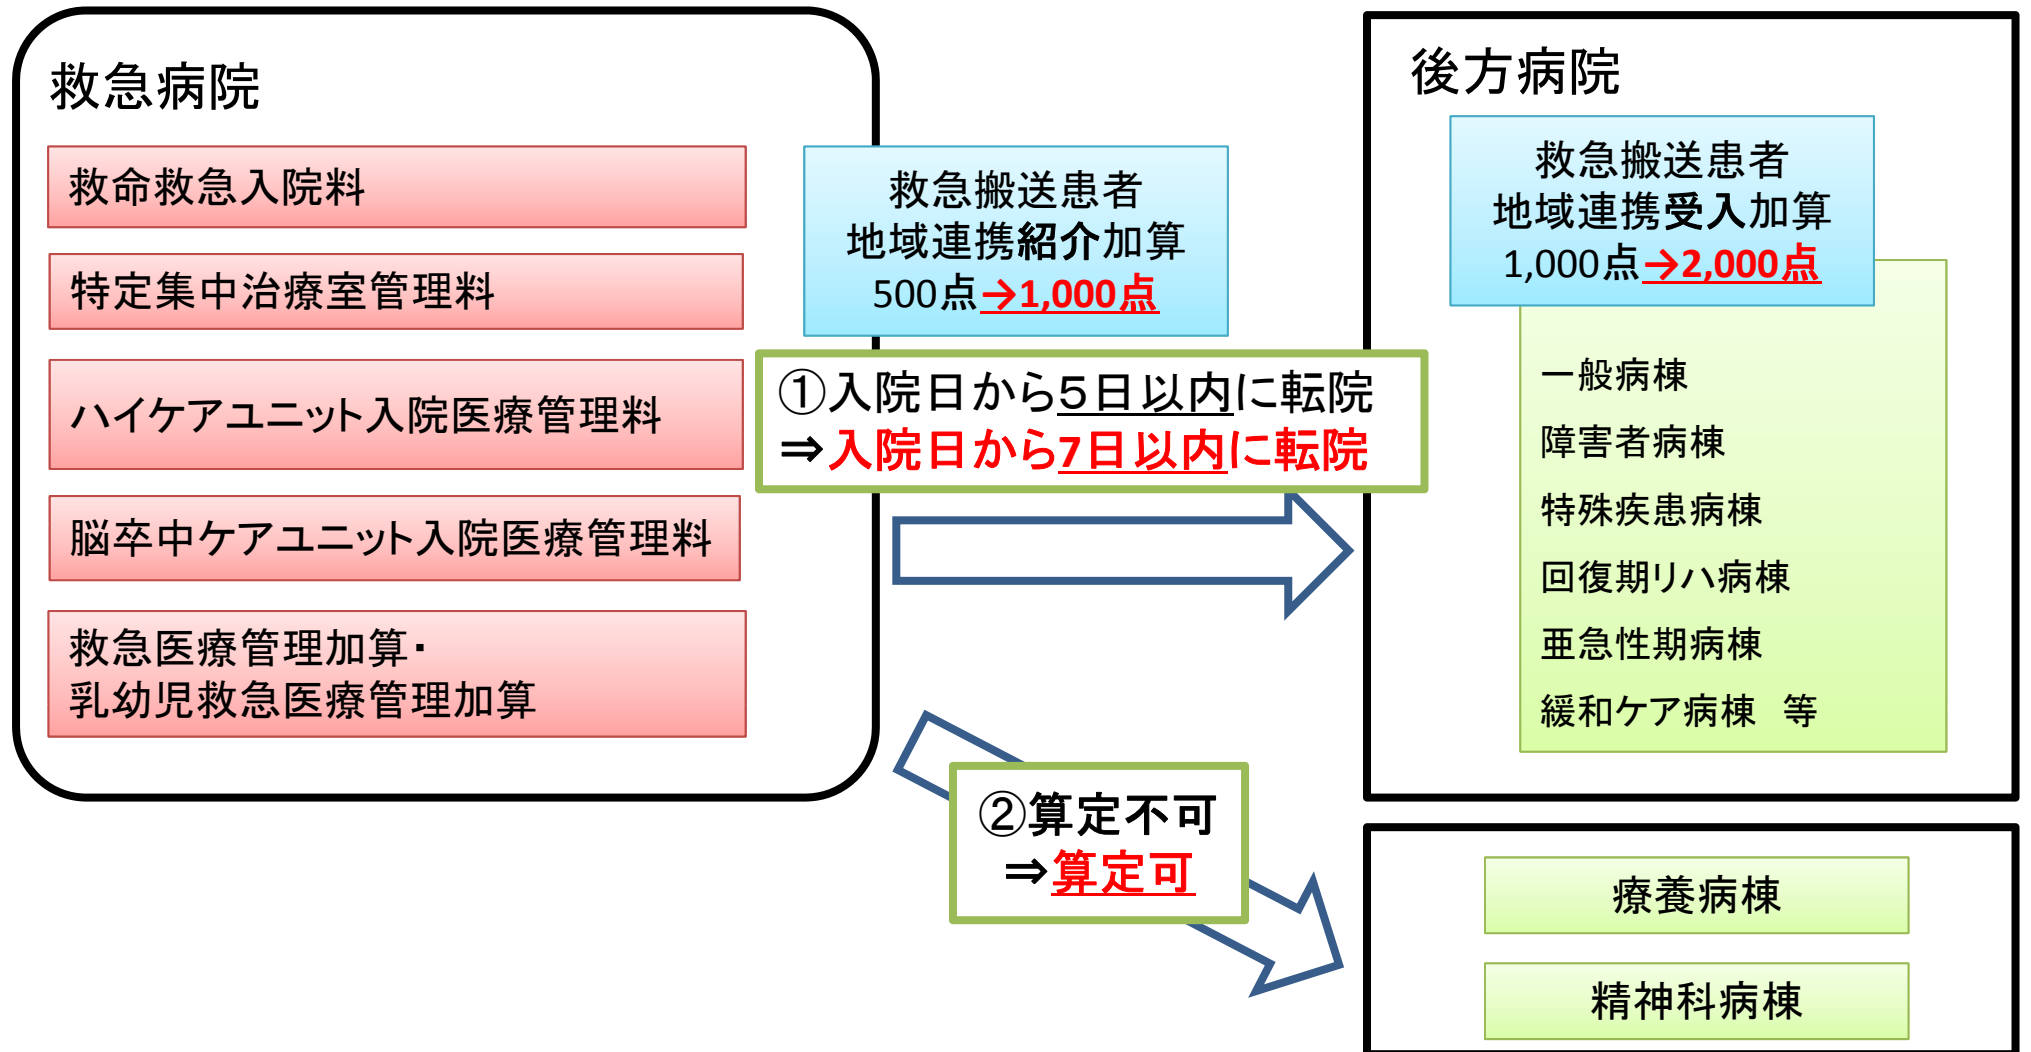 救急病院
救命救急入院料
特定集中治療室管理料
ハイケアユニット入院医療管理料
脳卒中ケアユニット入院医療管理料
救急医療管理加算・
乳幼児救急医療管理加算
救急搬送患者
地域連携紹介加算
500点→1,000点
①入院日から５日以内に転院
⇒入院日から7日以内に転院
②算定不可
⇒算定可
後方病院
救急搬送患者
地域連携受入加算
1,000点→2,000点
一般病棟
障害者病棟
特殊疾患病棟
回復期リハ病棟
亜急性期病棟
緩和ケア病棟　等
療養病棟
精神科病棟